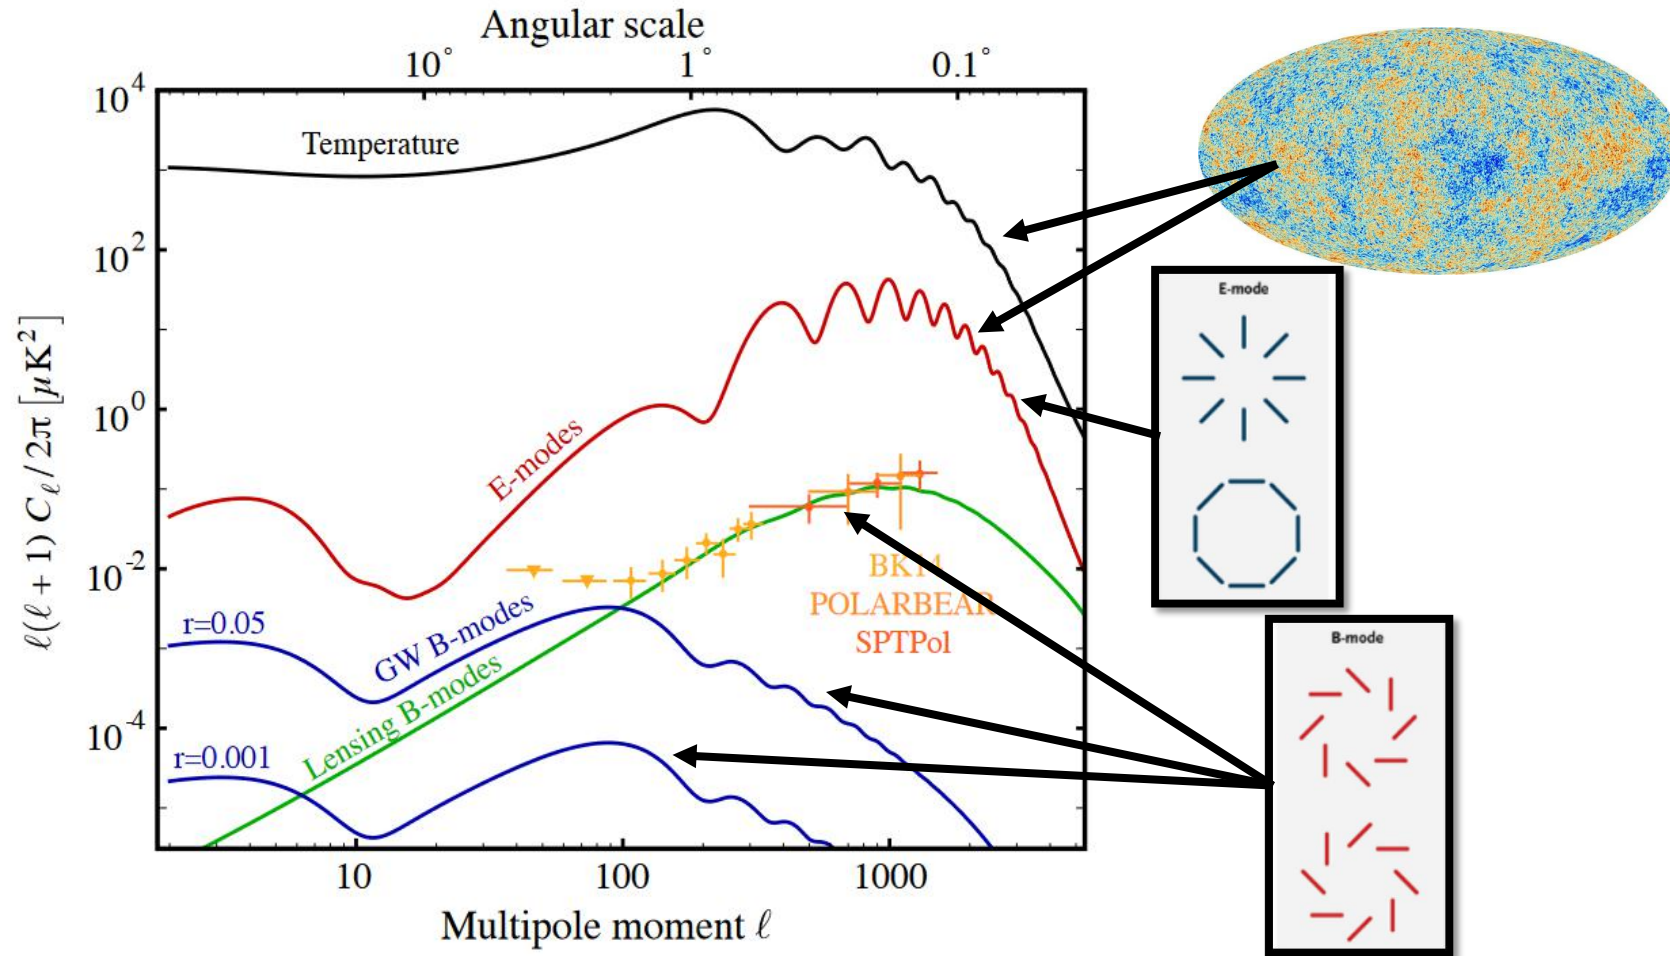 Angular scale
10° 1° 0.1°
10^4
Temperature
10^2
E-mode
ℓ(ℓ + 1) C_ℓ / 2π [μK^2]
10^0
E-modes
10^-2
BK14
POLARBEAR
SPTPol
r=0.05
GW B-modes
B-mode
Lensing B-modes
10^-4
r=0.001
10 100 1000
Multipole moment ℓ